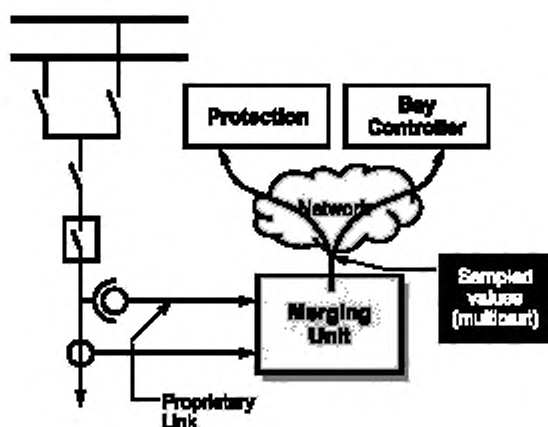 Protection
Bay
Controller
Network
Sampled
values
(multicast)
Merging
Unit
Proprietary
Link